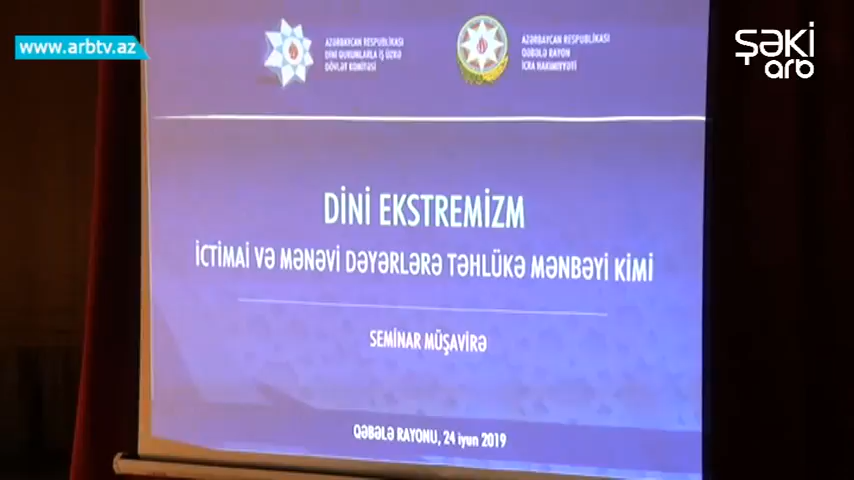 www.arbtv.az
ŞƏKİ
arb
AZƏRBAYCAN RESPUBLİKASI
DİNİ QURUMLARLA İŞ ÜZRƏ
DÖVLƏT KOMİTƏSİ
AZƏRBAYCAN RESPUBLİKASI
QƏBƏLƏ RAYON
İCRA HAKİMİYYƏTİ
DİNİ EKSTREMİZM
İCTİMAİ VƏ MƏNƏVİ DƏYƏRLƏRƏ TƏHLÜKƏ MƏNBƏYİ KİMİ
SEMİNAR MÜŞAVİRƏ
QƏBƏLƏ RAYONU, 24 iyun 2019